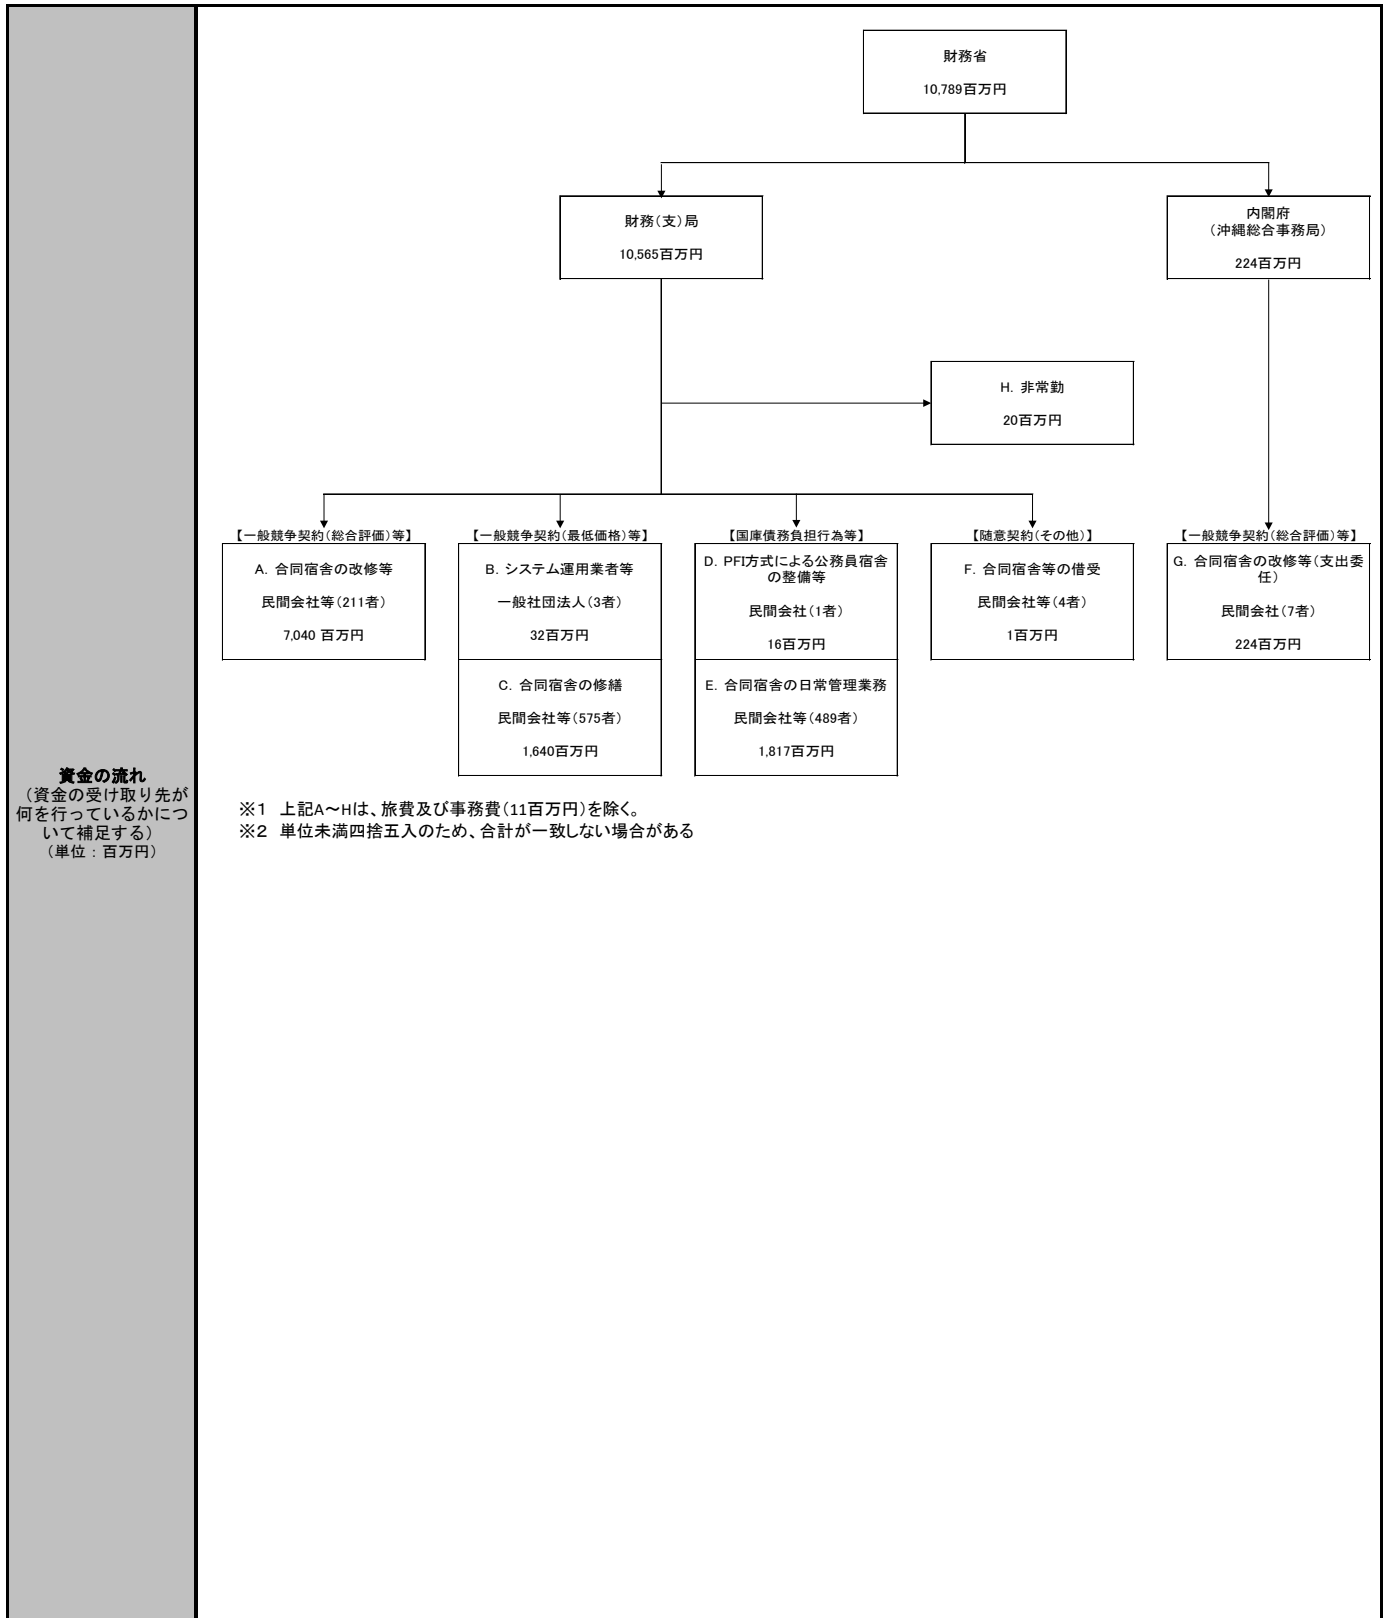 資金の流れ
（資金の受け取り先が
何を行っているかにつ
いて補足する）
（単位：百万円）
財務省
10,789百万円
財務(支)局
10,565百万円
内閣府
（沖縄総合事務局）
224百万円
H. 非常勤
20百万円
【一般競争契約(総合評価)等】
A. 合同宿舎の改修等
民間会社等(211者)
7,040 百万円
【一般競争契約(最低価格)等】
B. システム運用業者等
一般社団法人(3者)
32百万円
C. 合同宿舎の修繕
民間会社等(575者)
1,640百万円
【国庫債務負担行為等】
D. PFI方式による公務員宿舎
の整備等
民間会社(1者)
16百万円
E. 合同宿舎の日常管理業務
民間会社等(489者)
1,817百万円
【随意契約(その他)】
F. 合同宿舎等の借受
民間会社等(4者)
1百万円
【一般競争契約(総合評価)等】
G. 合同宿舎の改修等(支出委
任)
民間会社(7者)
224百万円
※1 上記A～Hは、旅費及び事務費(11百万円)を除く。
※2 単位未満四捨五入のため、合計が一致しない場合がある